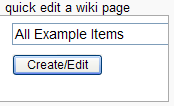 quick edit a wiki page
All Example Items
Create/Edit